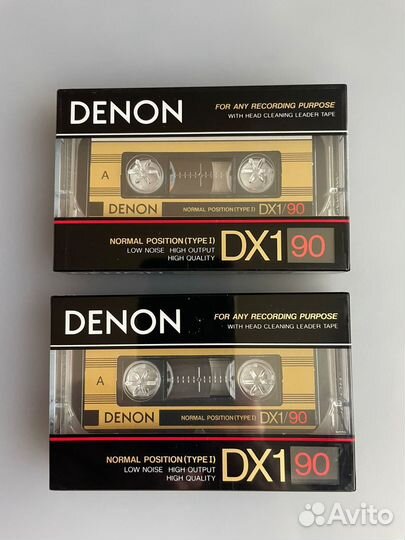 DENON
FOR ANY RECORDING PURPOSE
WITH HEAD CLEANING LEADER TAPE
A
DENON NORMAL POSITION (TYPE I) DX1/90
NORMAL POSITION (TYPE I)
LOW NOISE HIGH OUTPUT
HIGH QUALITY
DX1 90
DENON
FOR ANY RECORDING PURPOSE
WITH HEAD CLEANING LEADER TAPE
A
DENON NORMAL POSITION (TYPE I) DX1/90
NORMAL POSITION (TYPE I)
LOW NOISE HIGH OUTPUT
HIGH QUALITY
DX1 90
Avito